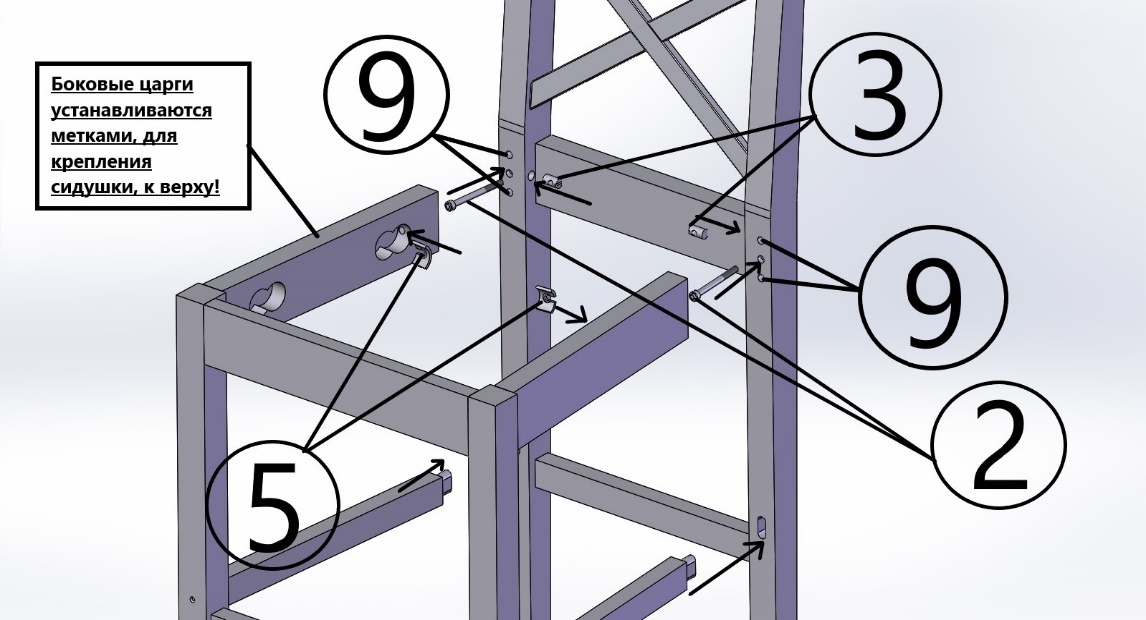 Боковые царги
устанавливаются
метками, для
крепления
сидушки, к верху!
9
3
9
2
5